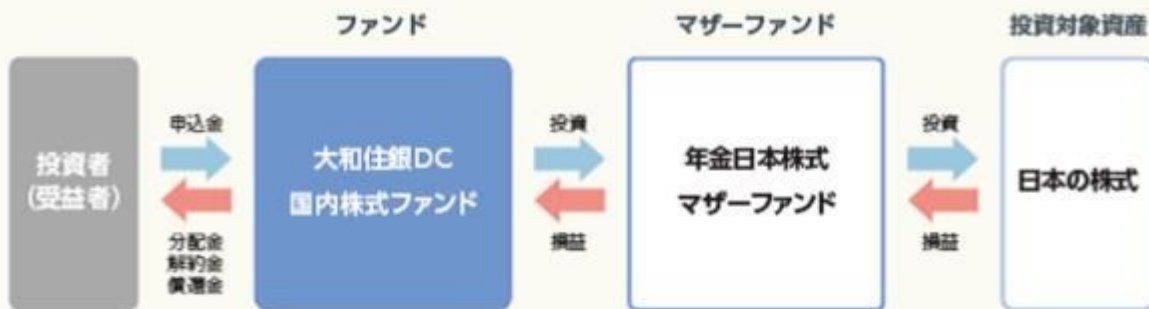 ファンド
マザーファンド
投資対象資産
投資者
(受益者)
申込金
分配金
解約金
償還金
大和住銀DC
国内株式ファンド
投資
損益
年金日本株式
マザーファンド
投資
損益
日本の株式